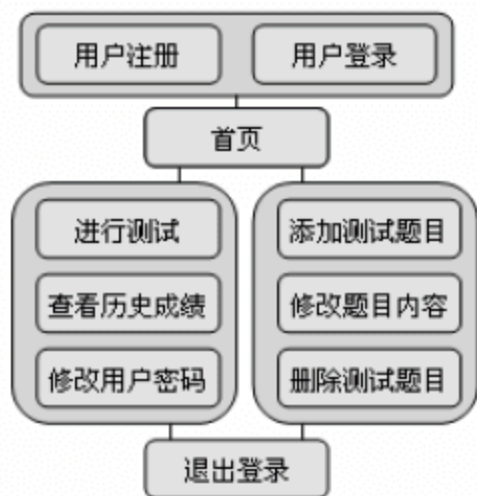 用户注册
用户登录
首页
进行测试
查看历史成绩
修改用户密码
添加测试题目
修改题目内容
删除测试题目
退出登录